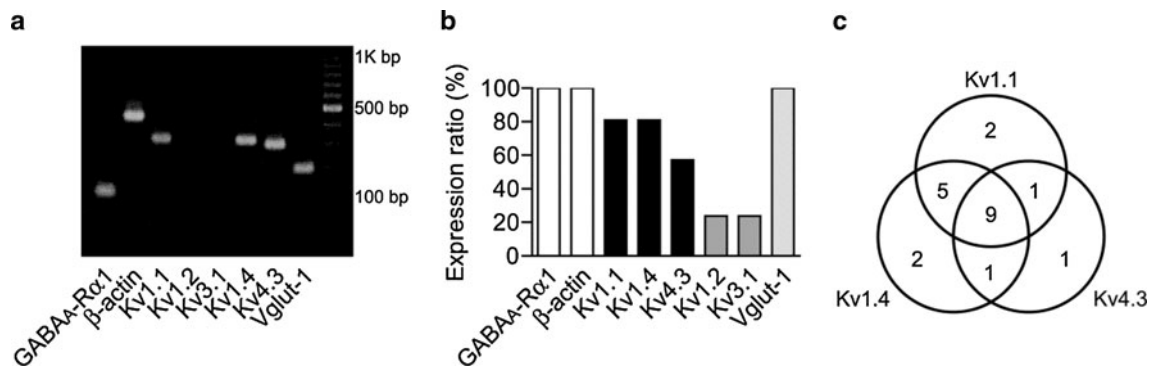 a
1K bp
500 bp
100 bp
GABAA-Rα1
β-actin
Kv1.1
Kv1.2
Kv3.1
Kv1.4
Kv4.3
Vglut-1
b
Expression ratio (%)
100
80
60
40
20
0
GABAA-Rα1
β-actin
Kv1.1
Kv1.4
Kv4.3
Kv1.2
Kv3.1
Vglut-1
c
Kv1.1
2
5
1
9
2
1
1
Kv1.4
Kv4.3